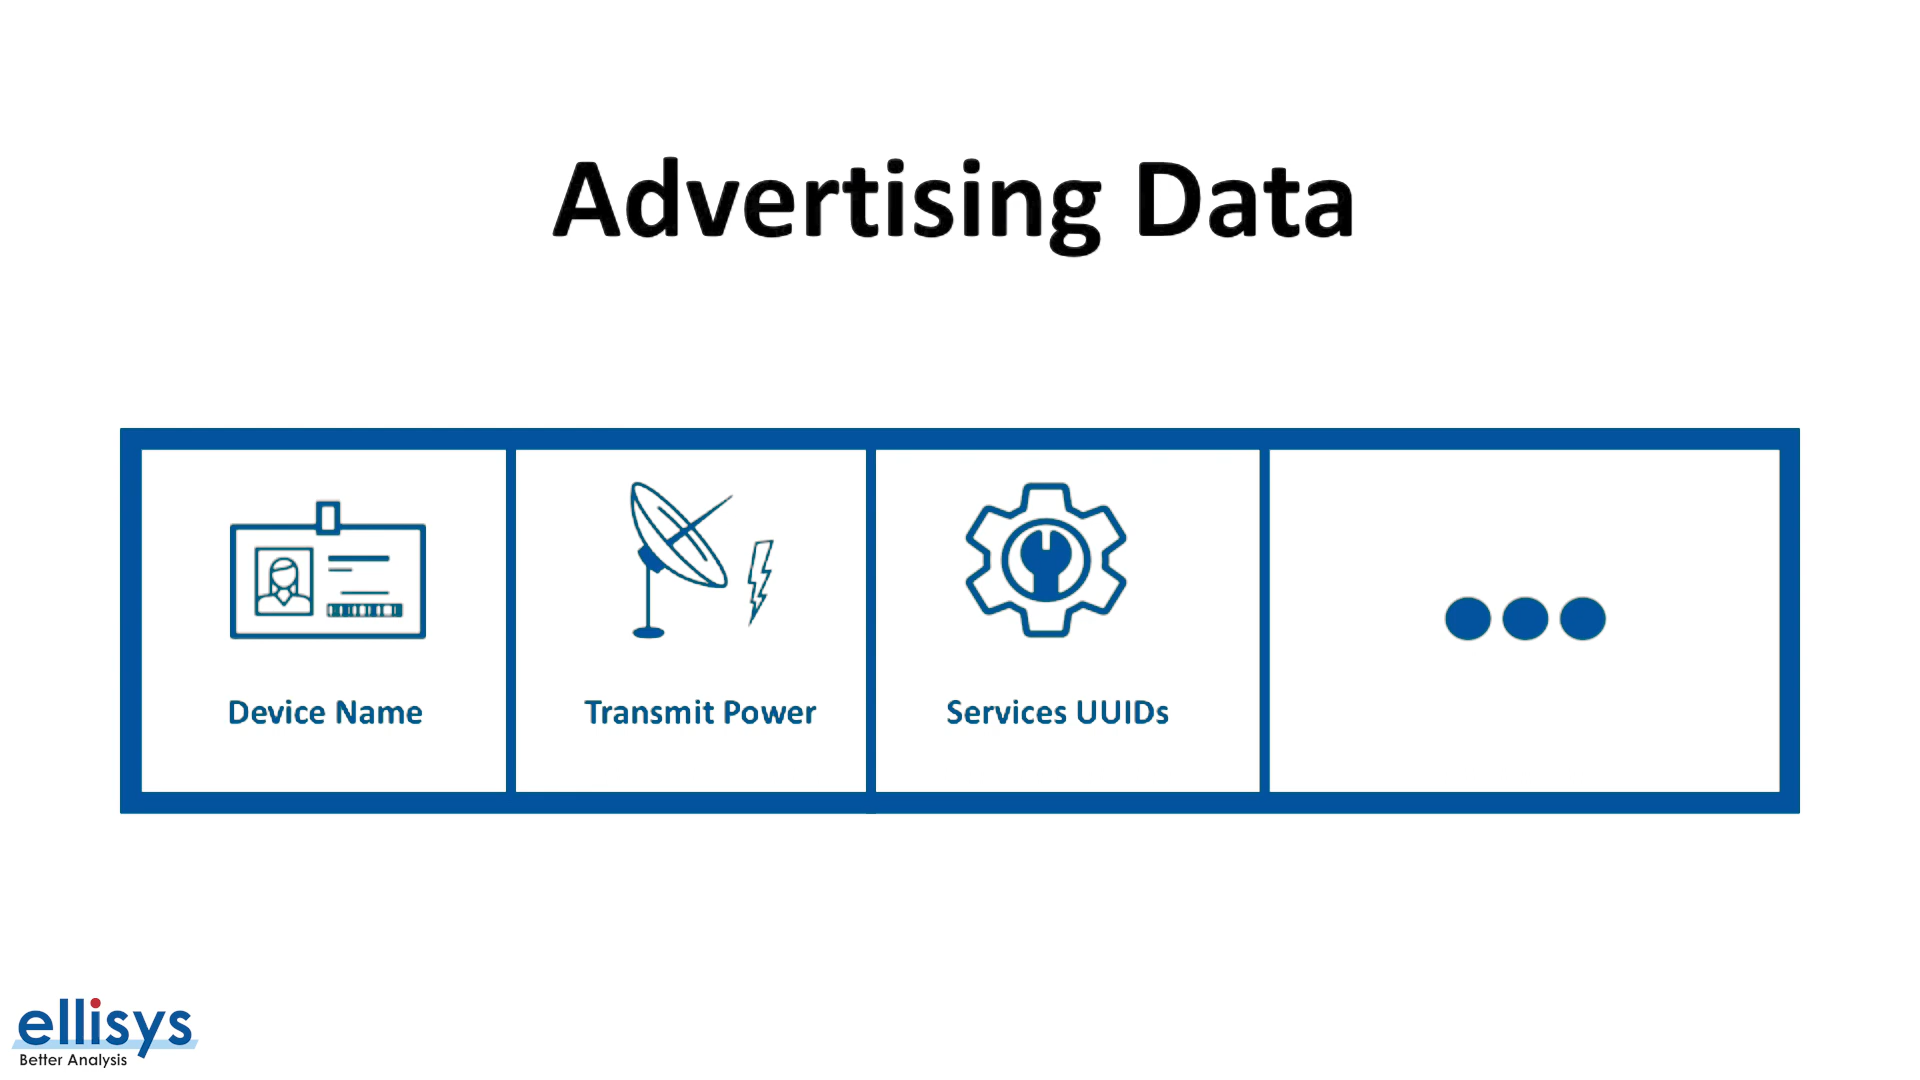 Advertising Data
Device Name
Transmit Power
Services UUIDs
ellisys
Better Analysis